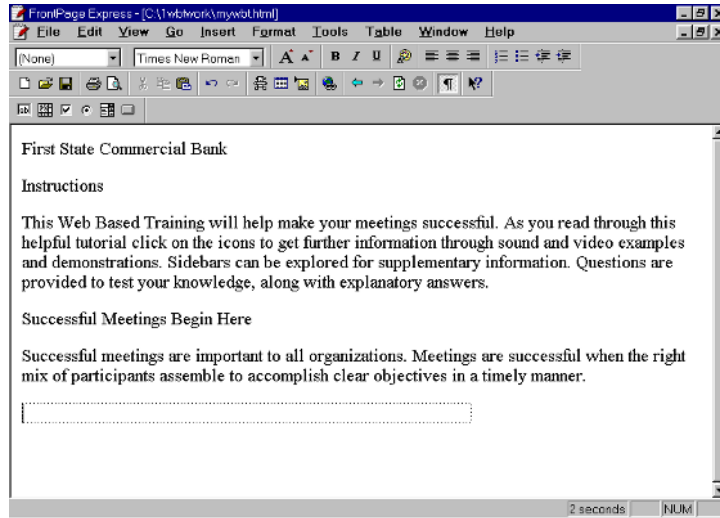 FrontPage Express - [C:\1wbtwork\mywbt.html]
File Edit View Go Insert Format Tools Table Window Help
(None) Times New Roman A A B I U
ab
First State Commercial Bank
Instructions
This Web Based Training will help make your meetings successful. As you read through this
helpful tutorial click on the icons to get further information through sound and video examples
and demonstrations. Sidebars can be explored for supplementary information. Questions are
provided to test your knowledge, along with explanatory answers.
Successful Meetings Begin Here
Successful meetings are important to all organizations. Meetings are successful when the right
mix of participants assemble to accomplish clear objectives in a timely manner.
2 seconds NUM